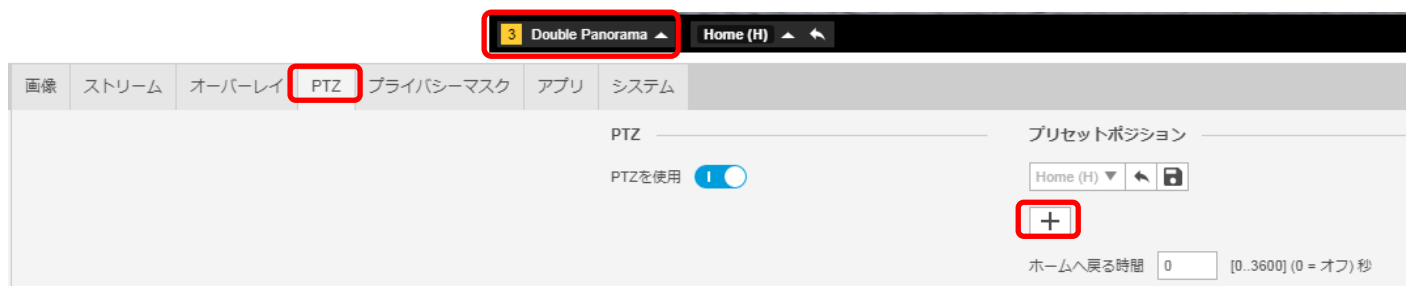 3 Double Panorama Home (H)
画像 ストリーム オーバーレイ PTZ プライバシーマスク アプリ システム
PTZ プリセットポジション
PTZを使用 Home (H)
ホームへ戻る時間 0 [0..3600] (0 = オフ) 秒